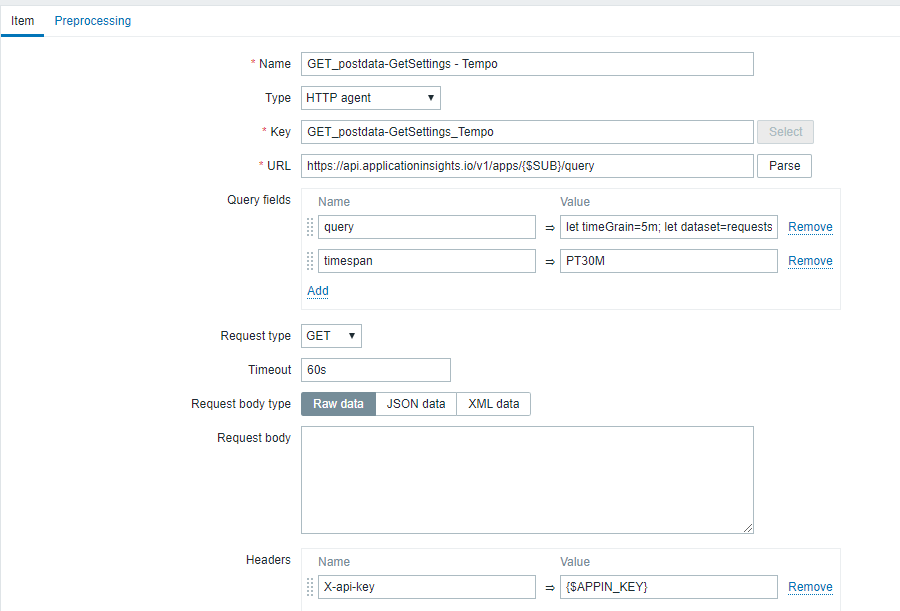 Item Preprocessing
* Name GET_postdata-GetSettings - Tempo
Type HTTP agent
* Key GET_postdata-GetSettings_Tempo Select
* URL https://api.applicationinsights.io/v1/apps/{$SUB}/query Parse
Query fields Name Value
query ⇒ let timeGrain=5m; let dataset=requests Remove
timespan ⇒ PT30M Remove
Add
Request type GET
Timeout 60s
Request body type Raw data JSON data XML data
Request body
Headers Name Value
X-api-key ⇒ {$APPIN_KEY} Remove